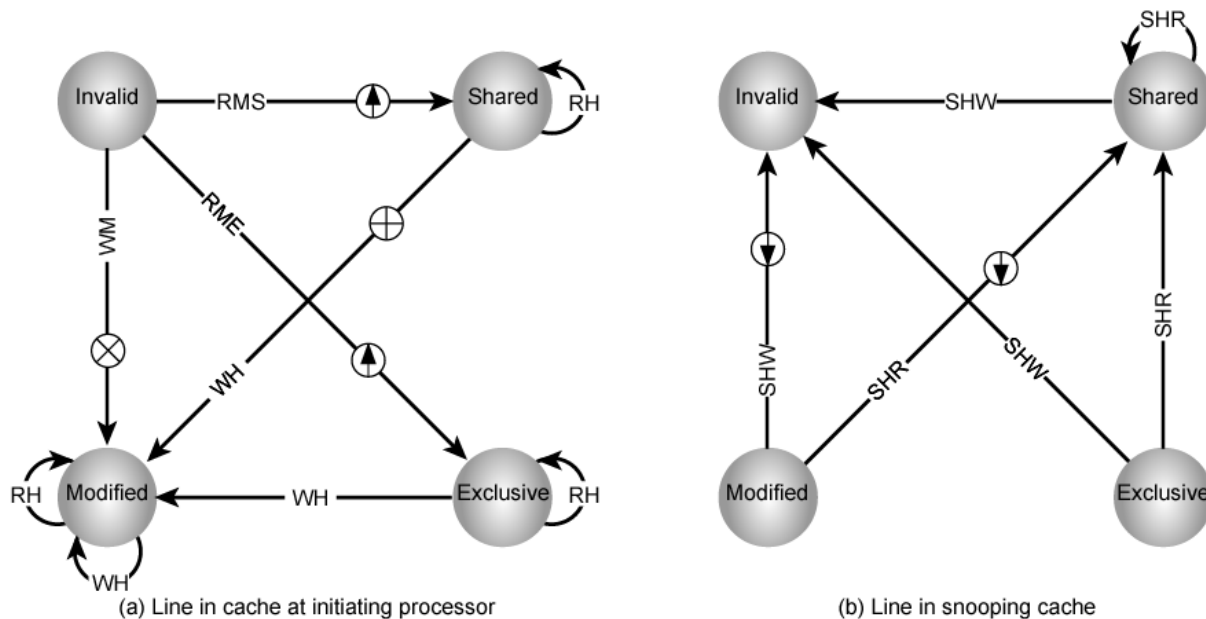 Invalid
RMS
Shared
RH
WM
RME
WH
RH
Modified
WH
Exclusive
RH
WH
(a) Line in cache at initiating processor
SHR
Invalid
SHW
Shared
SHW
SHR
SHW
SHR
Modified
Exclusive
(b) Line in snooping cache